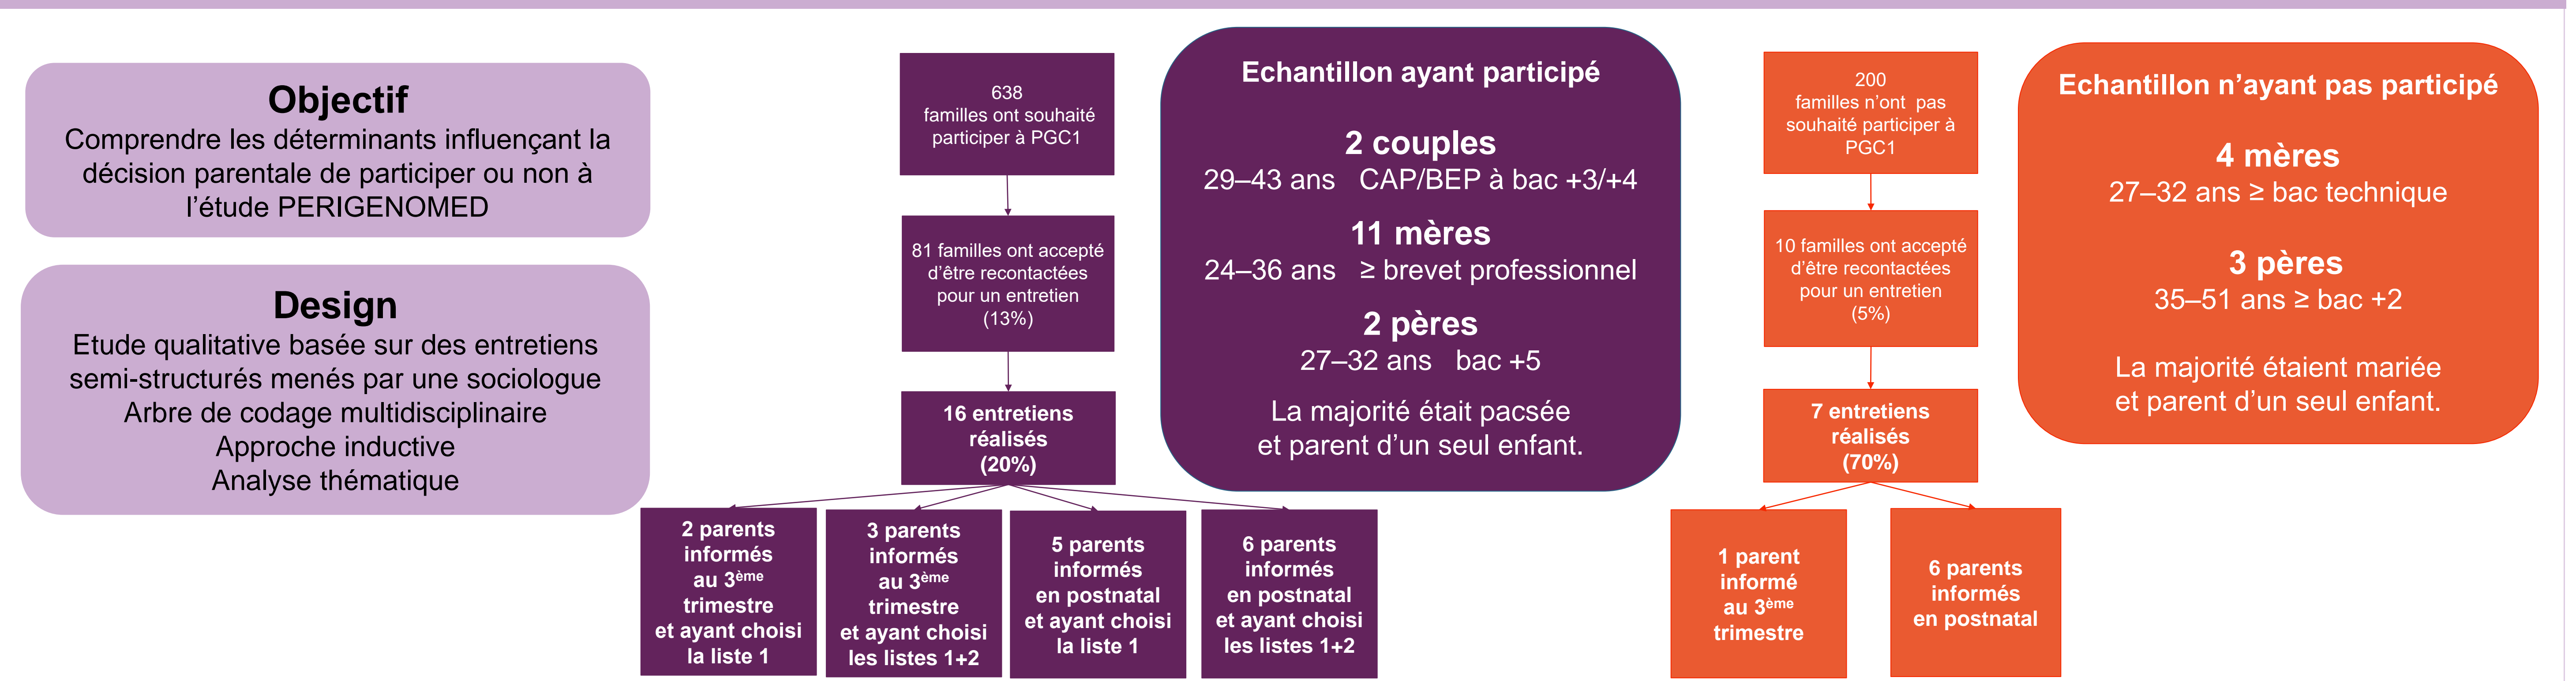 Objectif
Comprendre les déterminants influençant la
décision parentale de participer ou non à
l’étude PERIGENOMED
Design
Etude qualitative basée sur des entretiens
semi-structurés menés par une sociologue
Arbre de codage multidisciplinaire
Approche inductive
Analyse thématique
638
familles ont souhaité
participer à PGC1
81 familles ont accepté
d’être recontactées
pour un entretien
(13%)
16 entretiens
réalisés
(20%)
2 parents
informés
au 3ème
trimestre
et ayant choisi
la liste 1
3 parents
informés
au 3ème
trimestre
et ayant choisi
les listes 1+2
5 parents
informés
en postnatal
et ayant choisi
la liste 1
6 parents
informés
en postnatal
et ayant choisi
les listes 1+2
Echantillon ayant participé
2 couples
29–43 ans CAP/BEP à bac +3/+4
11 mères
24–36 ans ≥ brevet professionnel
2 pères
27–32 ans bac +5
La majorité était pacsée
et parent d’un seul enfant.
200
familles n’ont pas
souhaité participer à
PGC1
10 familles ont accepté
d’être recontactées
pour un entretien
(5%)
7 entretiens
réalisés
(70%)
1 parent
informé
au 3ème
trimestre
6 parents
informés
en postnatal
Echantillon n’ayant pas participé
4 mères
27–32 ans ≥ bac technique
3 pères
35–51 ans ≥ bac +2
La majorité étaient mariée
et parent d’un seul enfant.